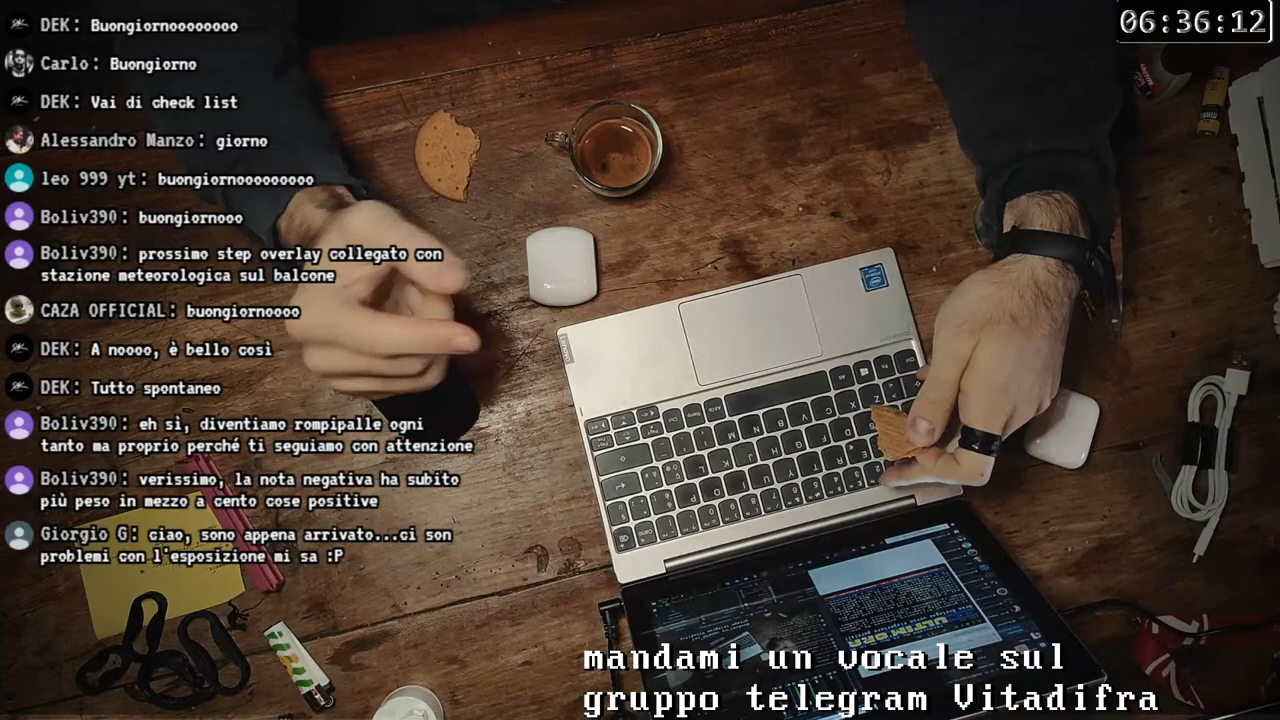 06:36:12
DEK: Buongiornoooooooo
Carlo: Buongiorno
DEK: Vai di check list
Alessandro Manzo: giorno
leo 999 yt: buongiornooooooooo
Boliv390: buongiornooo
Boliv390: prossimo step overlay collegato con
stazione meteorologica sul balcone
CAZA OFFICIAL: buongiornoooo
DEK: A noooo, è bello così
DEK: Tutto spontaneo
Boliv390: eh sì, diventiamo rompipalle ogni
tanto ma proprio perché ti seguiamo con attenzione
Boliv390: verissimo, la nota negativa ha subito
più peso in mezzo a cento cose positive
Giorgio G: ciao, sono appena arrivato...ci son
problemi con l'esposizione mi sa :P
mandami un vocale sul
gruppo telegram Vitadifra